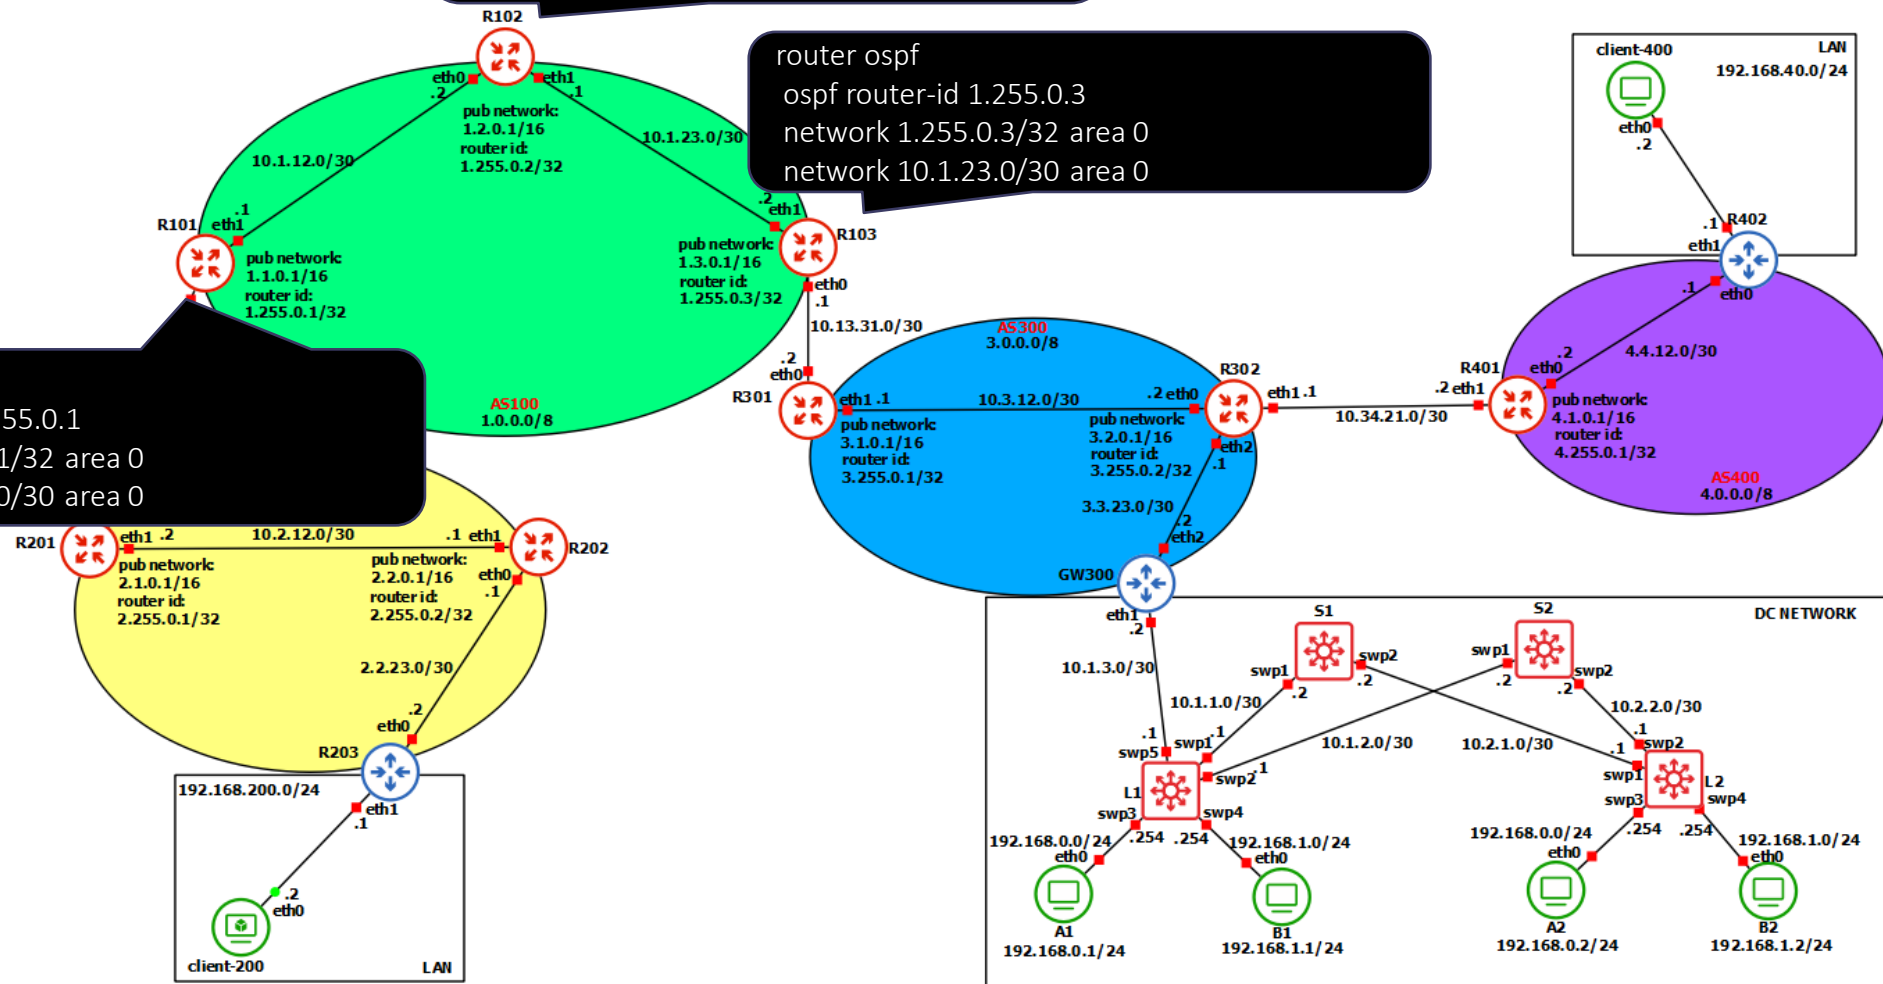 R102
eth0
.2
eth1
.1
pub network:
1.2.0.1/16
router id:
1.255.0.2/32
10.1.12.0/30
10.1.23.0/30
router ospf
ospf router-id 1.255.0.3
network 1.255.0.3/32 area 0
network 10.1.23.0/30 area 0
client-400
LAN
192.168.40.0/24
eth0
.2
.1
R402
eth1
.1
eth0
R101
.1
eth1
pub network:
1.1.0.1/16
router id:
1.255.0.1/32
.2
eth1
R103
pub network:
1.3.0.1/16
router id:
1.255.0.3/32
eth0
.1
10.13.31.0/30
.2
eth0
R301
AS100
1.0.0.0/8
55.0.1
1/32 area 0
0/30 area 0
AS300
3.0.0.0/8
eth1 .1
10.3.12.0/30
.2 eth0
R302
eth1 .1
pub network:
3.1.0.1/16
router id:
3.255.0.1/32
pub network:
3.2.0.1/16
router id:
3.255.0.2/32
eth2
.1
3.3.23.0/30
.2
eth2
10.34.21.0/30
.2 eth1
R401
.2
eth0
4.4.12.0/30
pub network:
4.1.0.1/16
router id:
4.255.0.1/32
AS400
4.0.0.0/8
R201
eth1 .2
10.2.12.0/30
.1 eth1
R202
pub network:
2.1.0.1/16
router id:
2.255.0.1/32
pub network:
2.2.0.1/16
router id:
2.255.0.2/32
eth0
.1
2.2.23.0/30
.2
eth0
R203
192.168.200.0/24
eth1
.1
.2
eth0
client-200
LAN
GW300
eth1
.2
DC NETWORK
S1
S2
10.1.3.0/30
swp1
.2
swp2
.2
swp1
.2
swp2
.2
10.1.1.0/30
10.1.2.0/30
10.2.1.0/30
10.2.2.0/30
.1
swp5
swp1
.1
swp2
.1
L1
swp3
.254
swp4
.254
.1
swp2
.1
swp1
L2
swp3
.254
swp4
.254
192.168.0.0/24
eth0
192.168.1.0/24
eth0
192.168.0.0/24
eth0
192.168.1.0/24
eth0
A1
192.168.0.1/24
B1
192.168.1.1/24
A2
192.168.0.2/24
B2
192.168.1.2/24